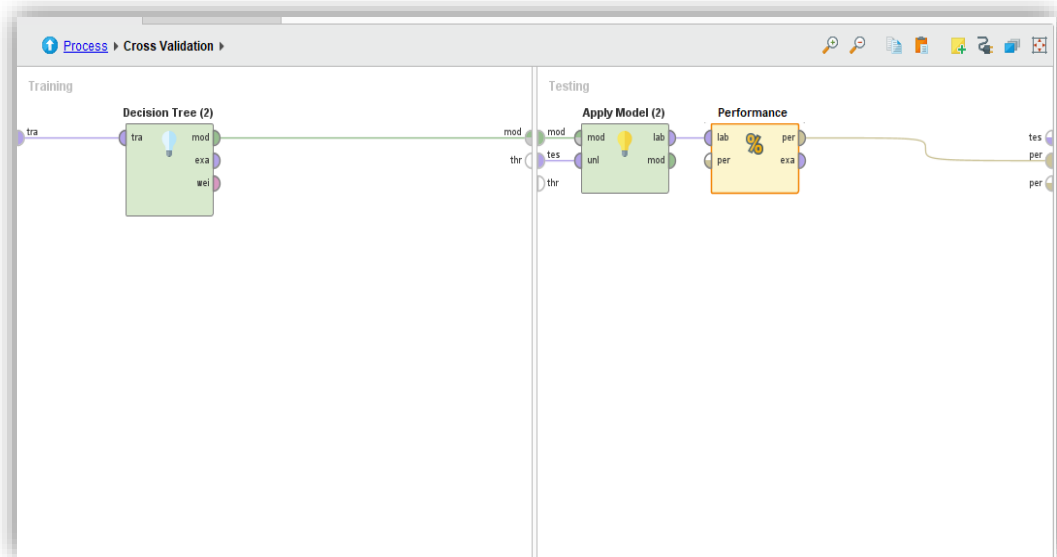 Process ▸ Cross Validation ▸
Training
Testing
Decision Tree (2)
tra
tra
mod
exa
wei
mod
thr
Apply Model (2)
mod
tes
thr
mod
lab
unl
mod
Performance
lab
per
per
exa
tes
per
per